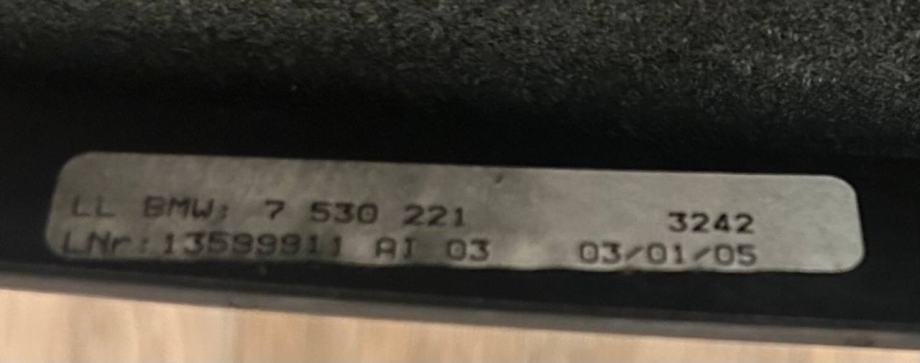 LL BMW: 7 530 221 3242
LNr:13599911 AI 03 03/01/05